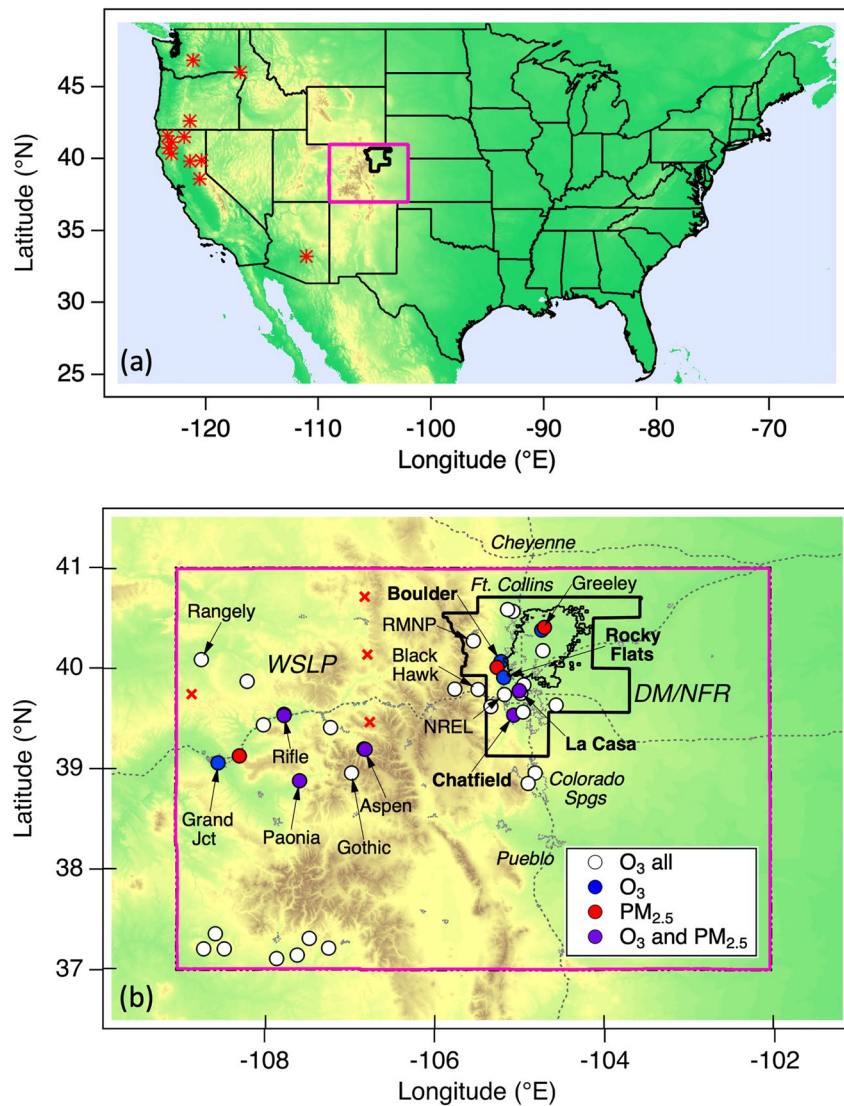 45
40
35
30
25
Latitude (°N)
(a)
-120
-110
-100
-90
-80
-70
Longitude (°E)
41
40
39
38
37
Latitude (°N)
Cheyenne
Ft. Collins
Greeley
Boulder
Rangely
RMNP
Rocky
Flats
WSLP
Black
Hawk
DM/NFR
NREL
La Casa
Rifle
Chatfield
Grand
Jct
Paonia
Aspen
Gothic
Colorado
Spgs
Pueblo
O₃ all
O₃
PM₂.₅
O₃ and PM₂.₅
(b)
-108
-106
-104
-102
Longitude (°E)